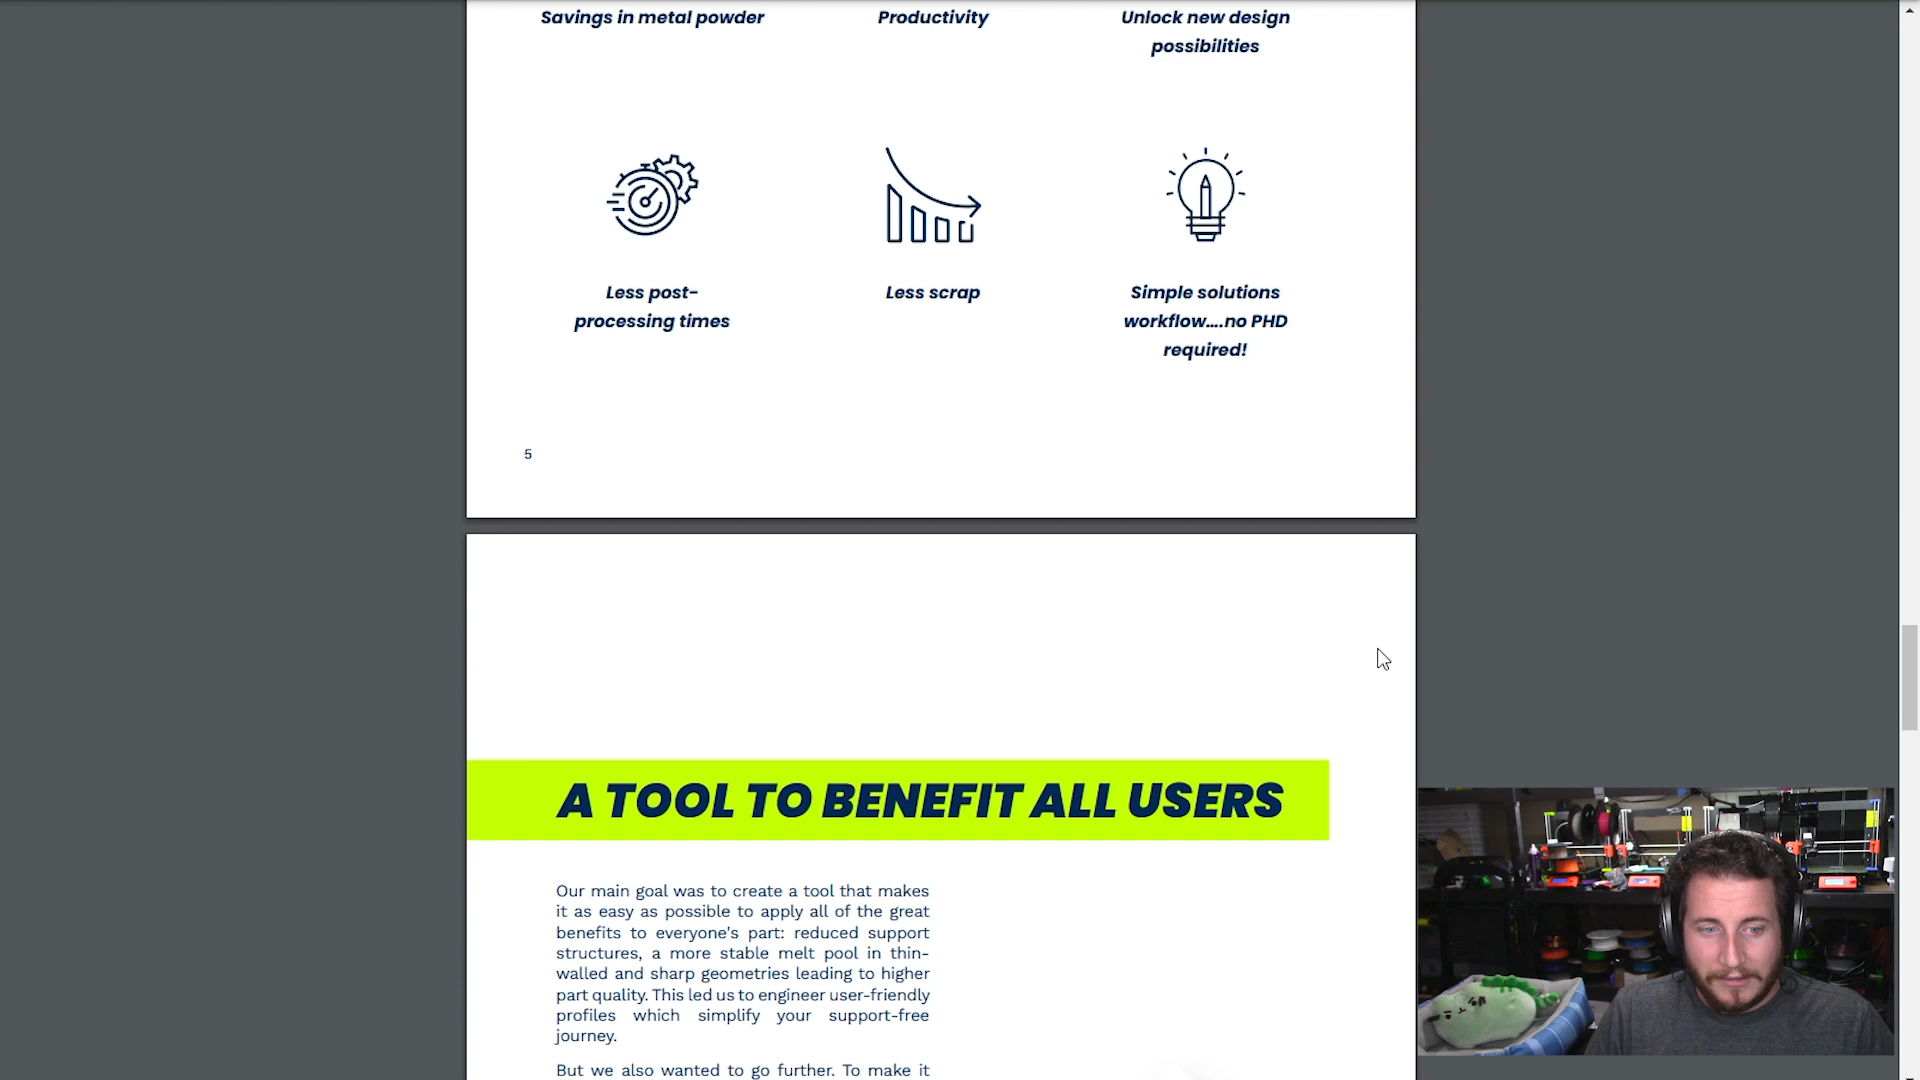 Savings in metal powder
Productivity
Unlock new design
possibilities
Less post-
processing times
Less scrap
Simple solutions
workflow....no PHD
required!
5
A TOOL TO BENEFIT ALL USERS
Our main goal was to create a tool that makes
it as easy as possible to apply all of the great
benefits to everyone's part: reduced support
structures, a more stable melt pool in thin-
walled and sharp geometries leading to higher
part quality. This led us to engineer user-friendly
profiles which simplify your support-free
journey.
But we also wanted to go further. To make it